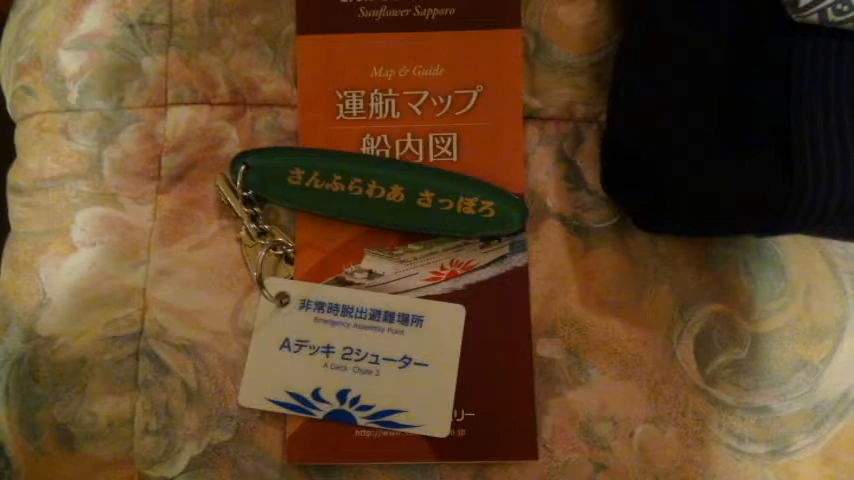 Sunflower Sapporo
Map & Guide
運航マップ
船内図
さんふらわあ さっぽろ
非常時脱出避難場所
Emergency Assembly Point
Aデッキ 2シューター
A Deck Chute 2
リー
http://www.